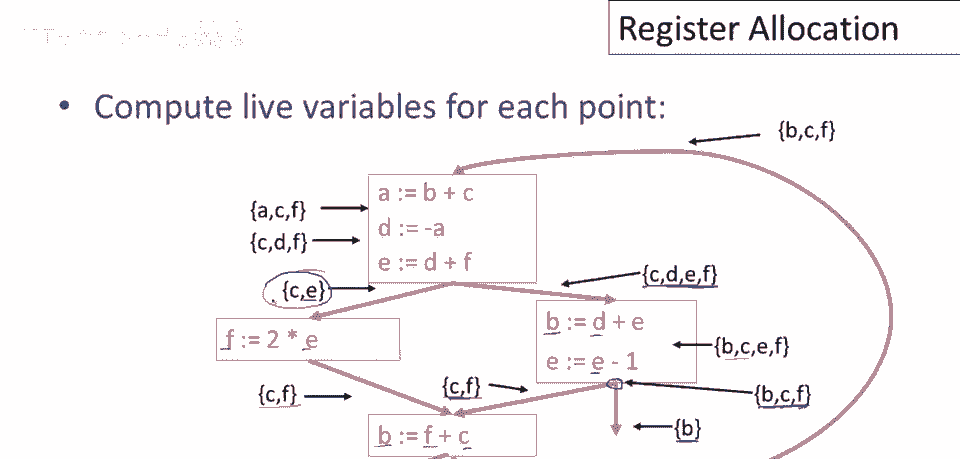 Register Allocation
• Compute live variables for each point:
{b,c,f}
a := b + c
{a,c,f}
d := -a
{c,d,f}
e := d + f
{c,d,e,f}
{c,e}
b := d + e
f := 2 * e
{b,c,e,f}
e := e - 1
{c,f}
{c,f}
{b,c,f}
b := f + c
{b}